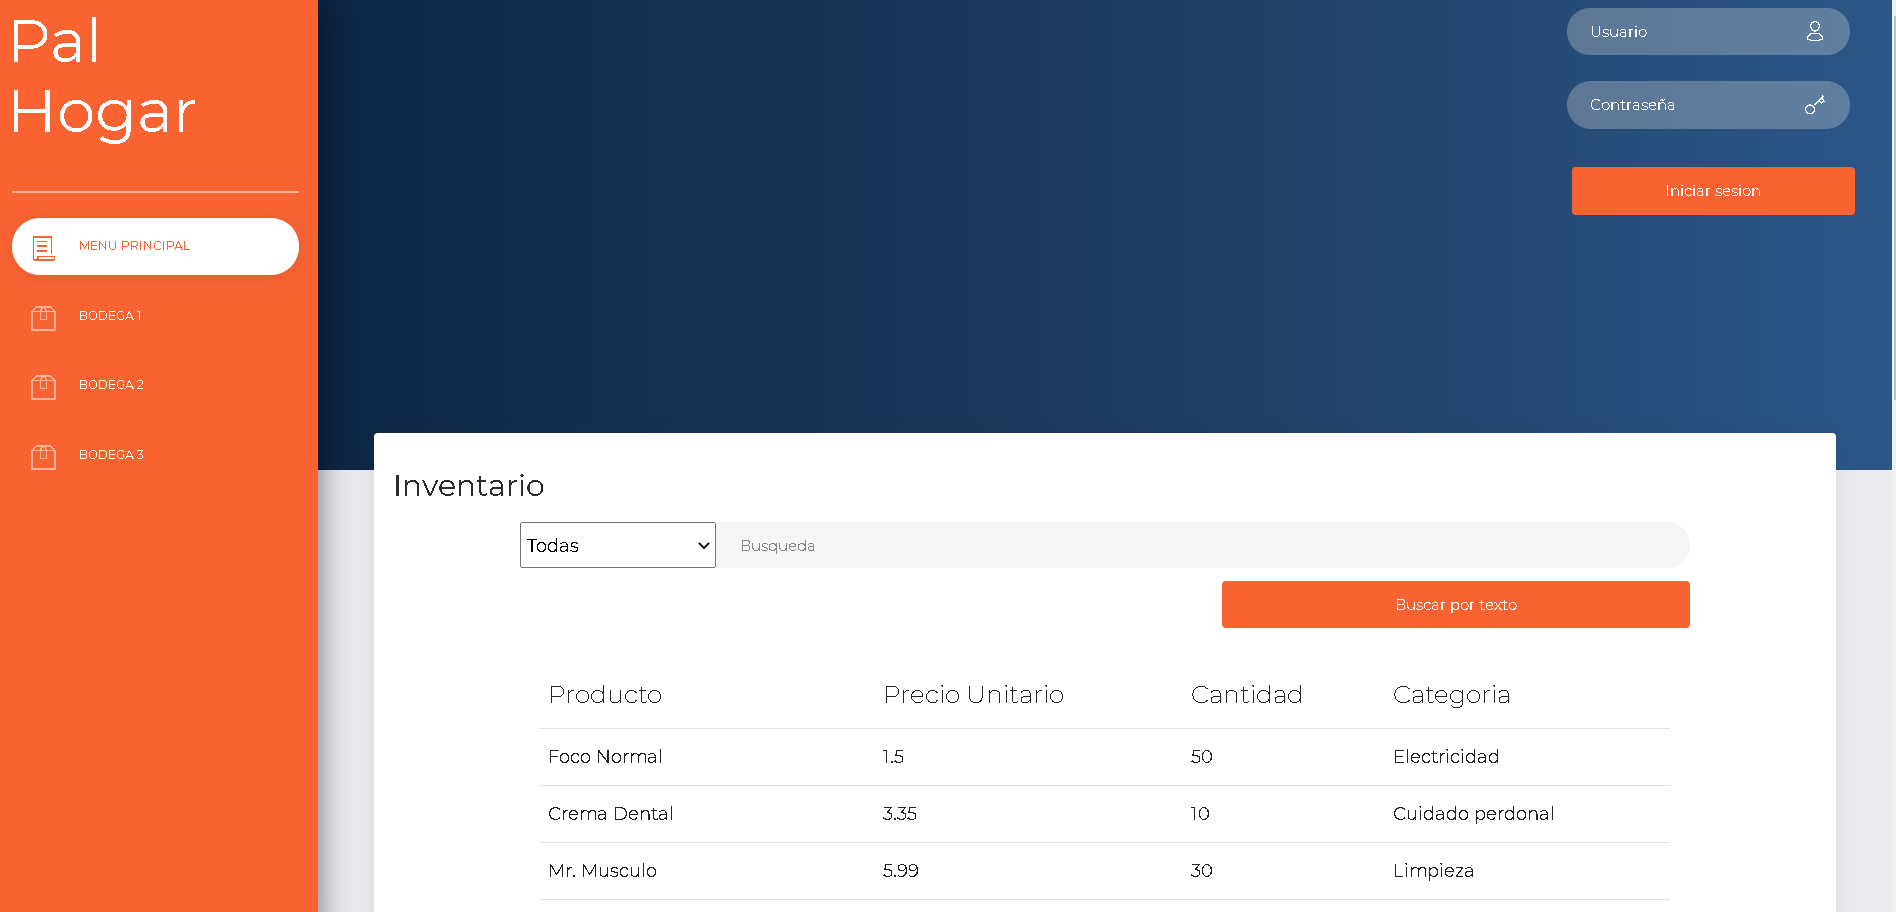 Pal
Hogar
MENU PRINCIPAL
BODEGA 1
BODEGA 2
BODEGA 3
Usuario
Contraseña
Iniciar sesion
Inventario
Todas Busqueda
Buscar por texto
Producto Precio Unitario Cantidad Categoria
Foco Normal 1.5 50 Electricidad
Crema Dental 3.35 10 Cuidado perdonal
Mr. Musculo 5.99 30 Limpieza